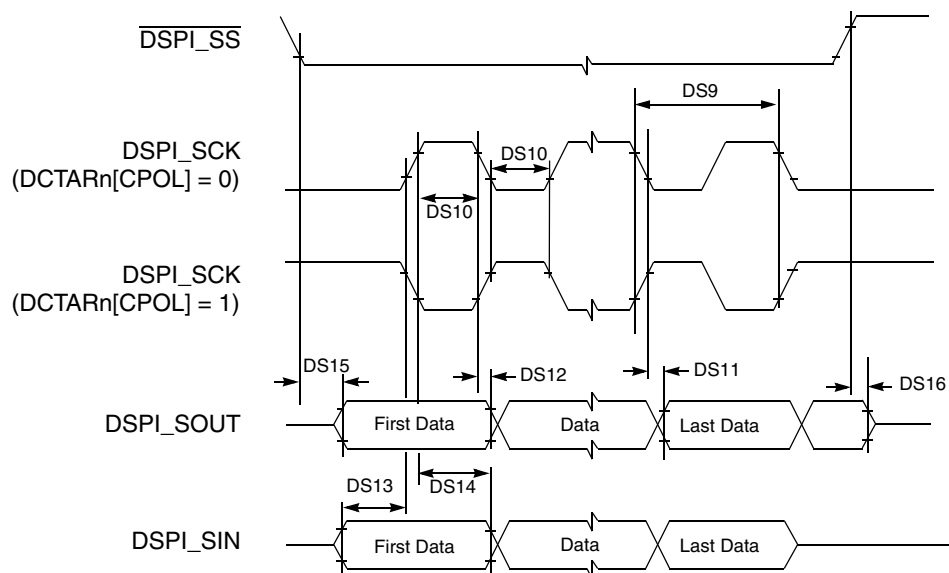 DSPI_SS
DS9
DSPI_SCK
(DCTARn[CPOL] = 0)
DS10
DS10
DSPI_SCK
(DCTARn[CPOL] = 1)
DS15
DS12
DS11
DS16
DSPI_SOUT
First Data
Data
Last Data
DS13
DS14
DSPI_SIN
First Data
Data
Last Data